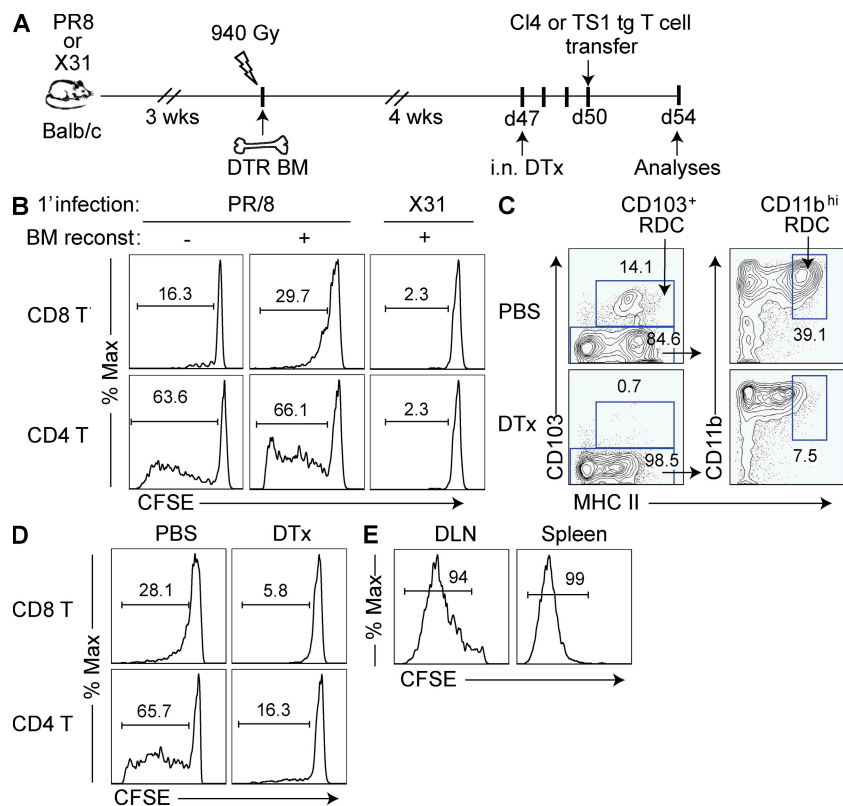 A
PR8
or
X31
Balb/c
3 wks
940 Gy
DTR BM
4 wks
d47
i.n. DTx
Cl4 or TS1 tg T cell
transfer
d50
d54
Analyses
B
1'infection: PR/8 X31
BM reconst: - + +
CD8 T
16.3 29.7 2.3
CD4 T
63.6 66.1 2.3
% Max
CFSE
C
CD103+
RDC
CD11b hi
RDC
PBS
14.1
84.6
39.1
DTx
0.7
98.5
7.5
CD103
CD11b
MHC II
D
PBS DTx
CD8 T
28.1 5.8
CD4 T
65.7 16.3
% Max
CFSE
E
DLN Spleen
94 99
% Max
CFSE